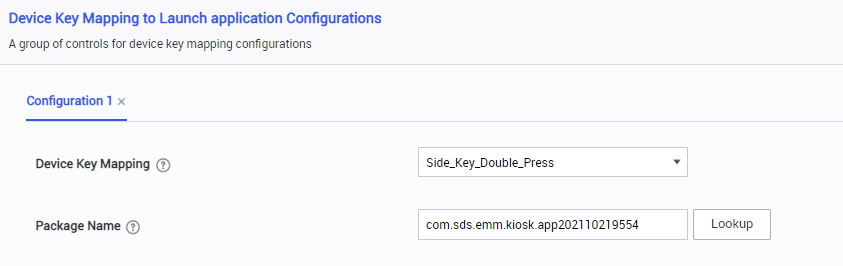 Device Key Mapping to Launch application Configurations
A group of controls for device key mapping configurations
Configuration 1 ×
Device Key Mapping ?
Side_Key_Double_Press
Package Name ?
com.sds.emm.kiosk.app202110219554
Lookup